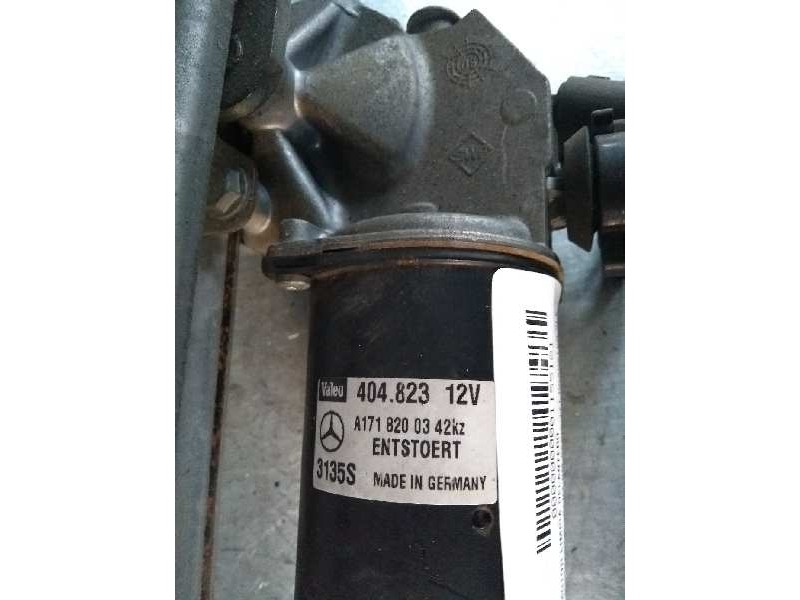 Valeo 404.823 12V
A171 820 03 42kz
ENTSTOERT
3135S MADE IN GERMANY